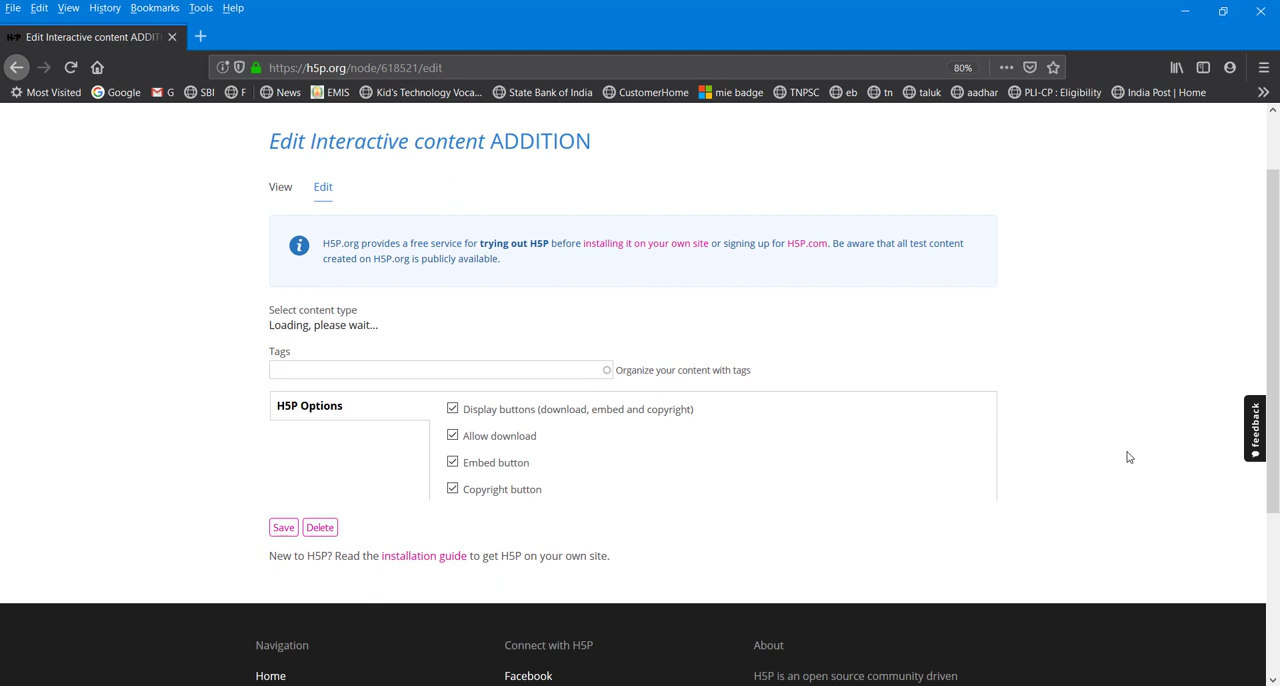 File Edit View History Bookmarks Tools Help
H5P Edit Interactive content ADDIT
https://h5p.org/node/618521/edit 80%
Most Visited Google G SBI F News EMIS Kid's Technology Voca... State Bank of India CustomerHome mie badge TNPSC eb tn taluk aadhar PLI-CP : Eligibility India Post | Home
Edit Interactive content ADDITION
View Edit
H5P.org provides a free service for trying out H5P before installing it on your own site or signing up for H5P.com. Be aware that all test content
created on H5P.org is publicly available.
Select content type
Loading, please wait...
Tags
Organize your content with tags
H5P Options
Display buttons (download, embed and copyright)
Allow download
feedback
Embed button
Copyright button
Save Delete
New to H5P? Read the installation guide to get H5P on your own site.
Navigation Connect with H5P About
Home Facebook H5P is an open source community driven